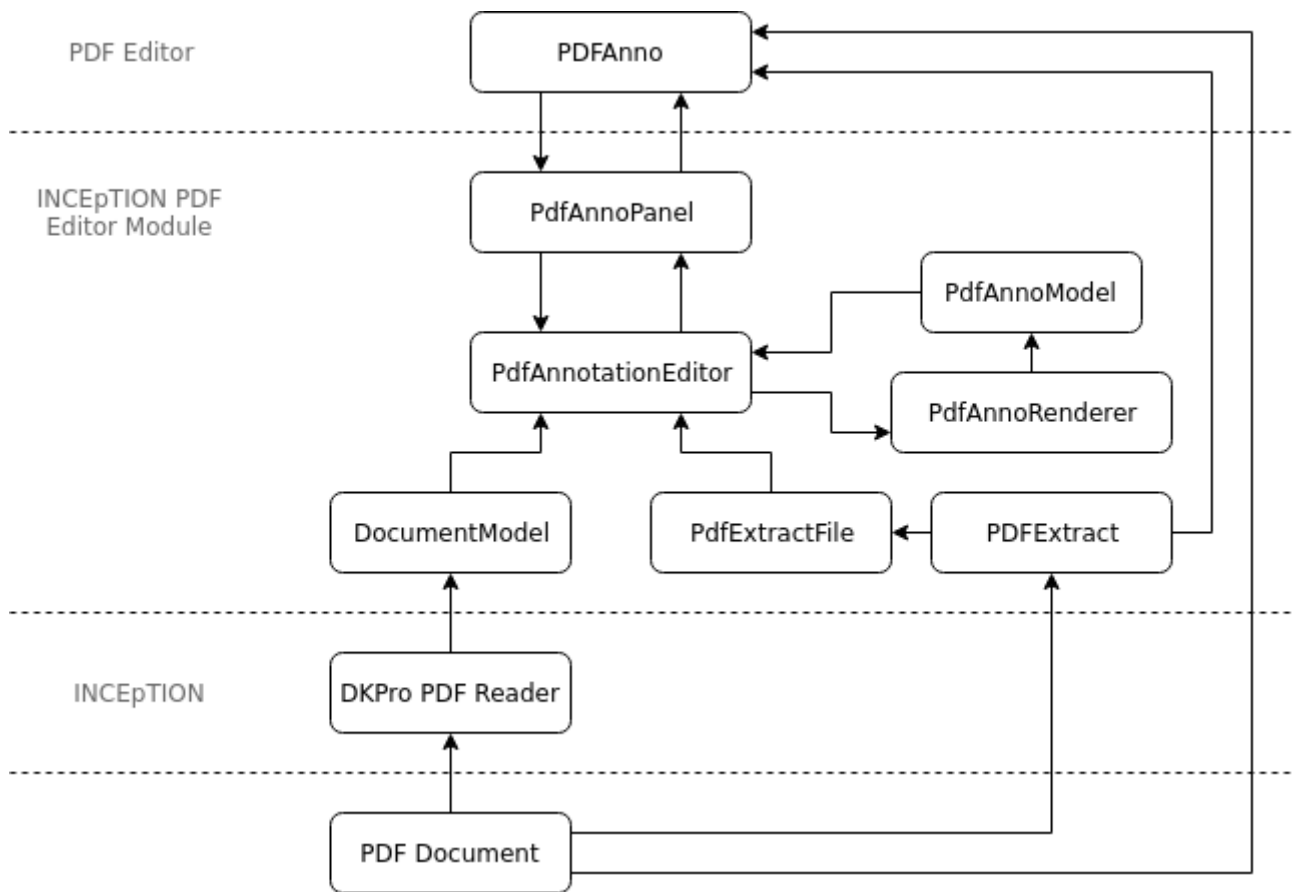 PDF Editor
PDFAnno
INCEpTION PDF
Editor Module
PdfAnnoPanel
PdfAnnoModel
PdfAnnotationEditor
PdfAnnoRenderer
DocumentModel
PdfExtractFile
PDFExtract
INCEpTION
DKPro PDF Reader
PDF Document